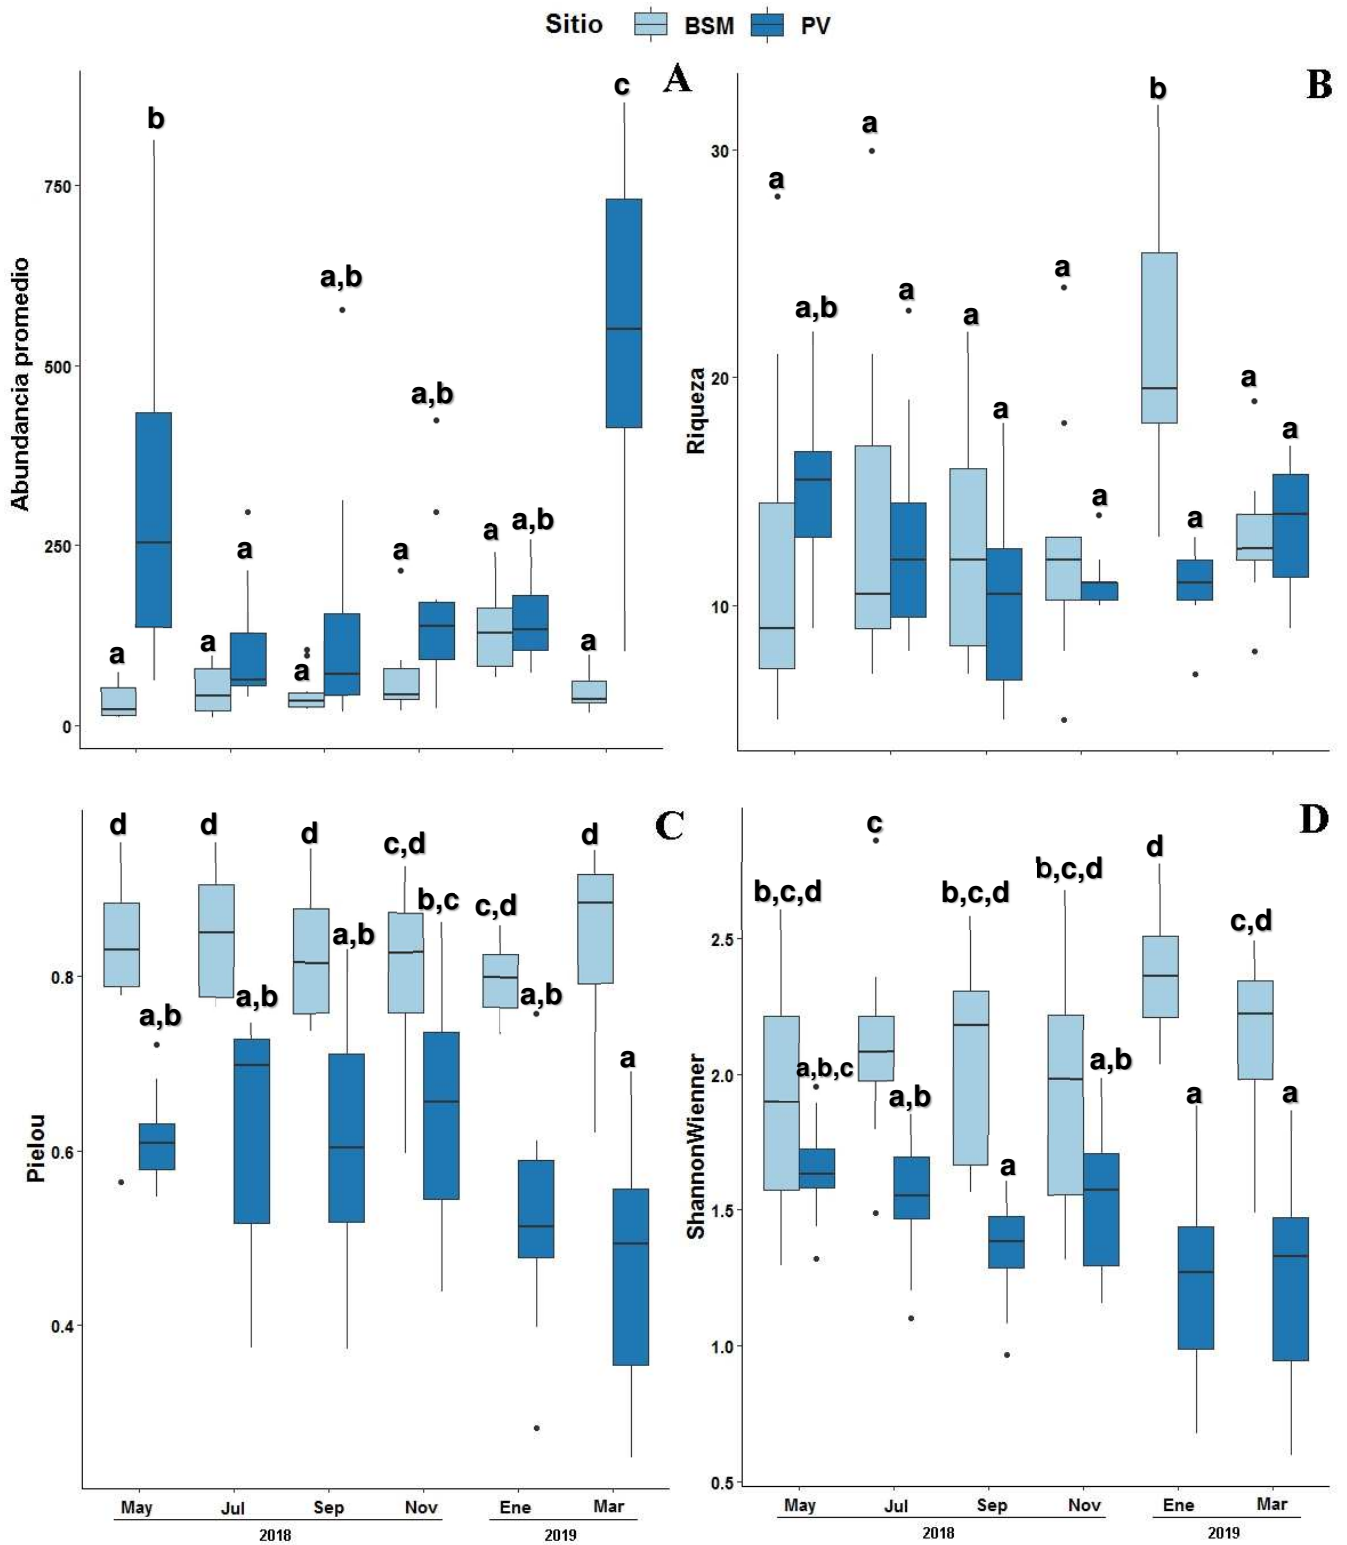 Sitio BSM PV
A
Abundancia promedio
750
500
250
0
a
b
a
a
a
a,b
a
a,b
a
a,b
a
c
B
Riqueza
30
20
10
a
a,b
a
a
a
a
a
a
b
a
a
a
C
Pielou
0.8
0.6
0.4
d
a,b
d
a,b
d
a,b
c,d
b,c
c,d
a,b
d
a
May Jul Sep Nov Ene Mar
2018 2019
D
ShannonWienner
2.5
2.0
1.5
1.0
0.5
b,c,d
a,b,c
c
a,b
b,c,d
a
b,c,d
a,b
d
a
c,d
a
May Jul Sep Nov Ene Mar
2018 2019